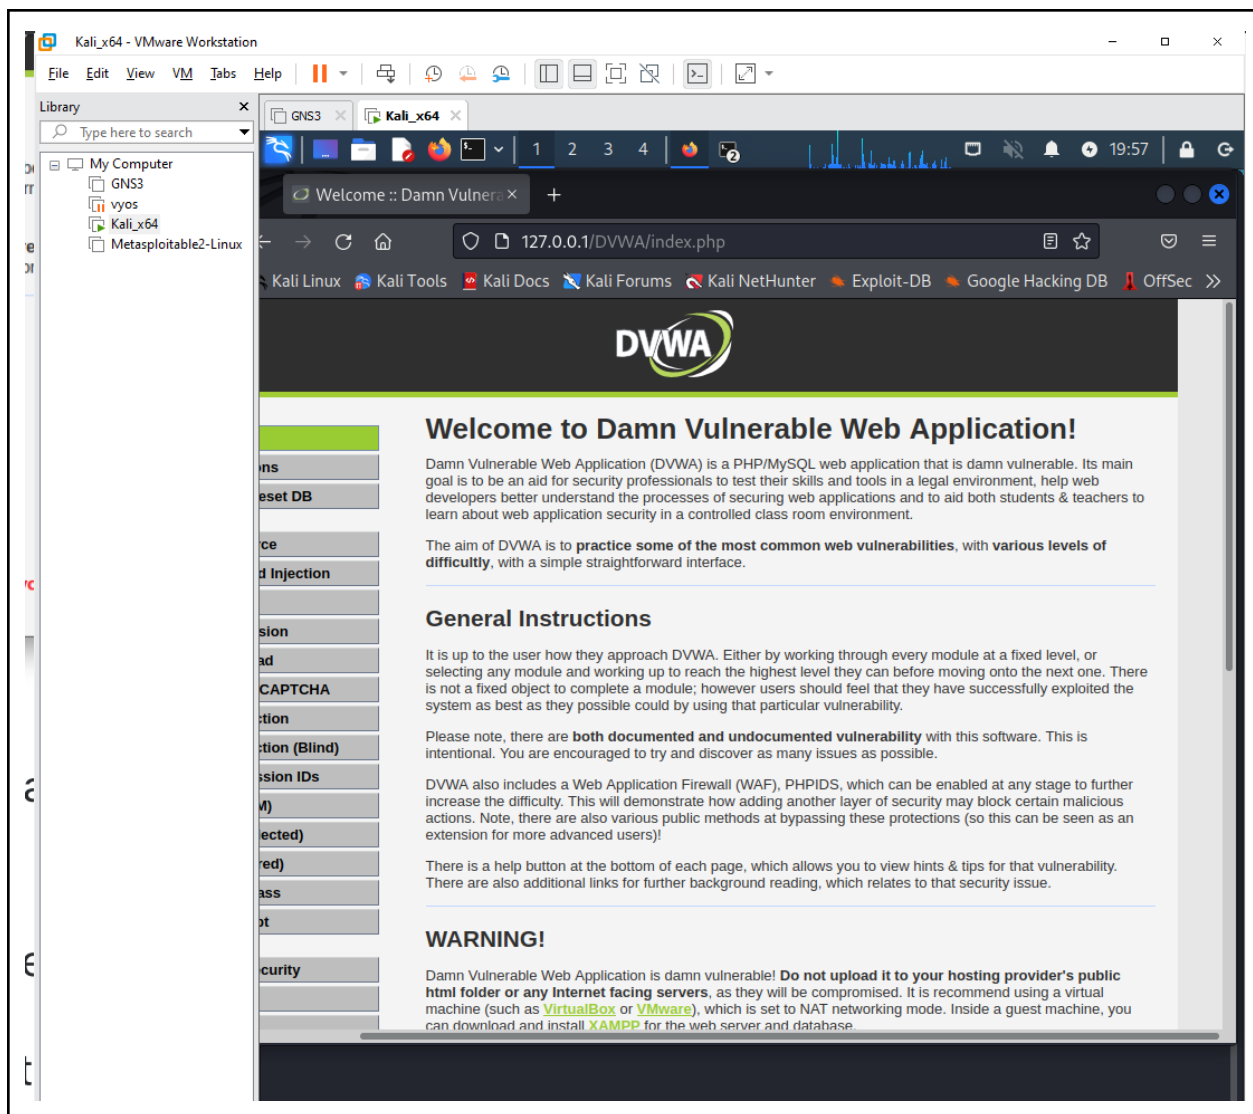 Kali_x64 - VMware Workstation
File Edit View VM Tabs Help
Library
Type here to search
My Computer
GNS3
vyos
Kali_x64
Metasploitable2-Linux
GNS3
Kali_x64
1 2 3 4
2
19:57
Welcome :: Damn Vulnera
127.0.0.1/DVWA/index.php
Kali Linux Kali Tools Kali Docs Kali Forums Kali NetHunter Exploit-DB Google Hacking DB OffSec
DVWA
ons
eset DB
rce
d Injection
sion
ad
CAPTCHA
ction
ction (Blind)
ssion IDs
M)
lected)
red)
ass
pt
curity
Welcome to Damn Vulnerable Web Application!
Damn Vulnerable Web Application (DVWA) is a PHP/MySQL web application that is damn vulnerable. Its main
goal is to be an aid for security professionals to test their skills and tools in a legal environment, help web
developers better understand the processes of securing web applications and to aid both students & teachers to
learn about web application security in a controlled class room environment.
The aim of DVWA is to practice some of the most common web vulnerabilities, with various levels of
difficultly, with a simple straightforward interface.
General Instructions
It is up to the user how they approach DVWA. Either by working through every module at a fixed level, or
selecting any module and working up to reach the highest level they can before moving onto the next one. There
is not a fixed object to complete a module; however users should feel that they have successfully exploited the
system as best as they possible could by using that particular vulnerability.
Please note, there are both documented and undocumented vulnerability with this software. This is
intentional. You are encouraged to try and discover as many issues as possible.
DVWA also includes a Web Application Firewall (WAF), PHPIDS, which can be enabled at any stage to further
increase the difficulty. This will demonstrate how adding another layer of security may block certain malicious
actions. Note, there are also various public methods at bypassing these protections (so this can be seen as an
extension for more advanced users)!
There is a help button at the bottom of each page, which allows you to view hints & tips for that vulnerability.
There are also additional links for further background reading, which relates to that security issue.
WARNING!
Damn Vulnerable Web Application is damn vulnerable! Do not upload it to your hosting provider's public
html folder or any Internet facing servers, as they will be compromised. It is recommend using a virtual
machine (such as VirtualBox or VMware), which is set to NAT networking mode. Inside a guest machine, you
can download and install XAMPP for the web server and database.